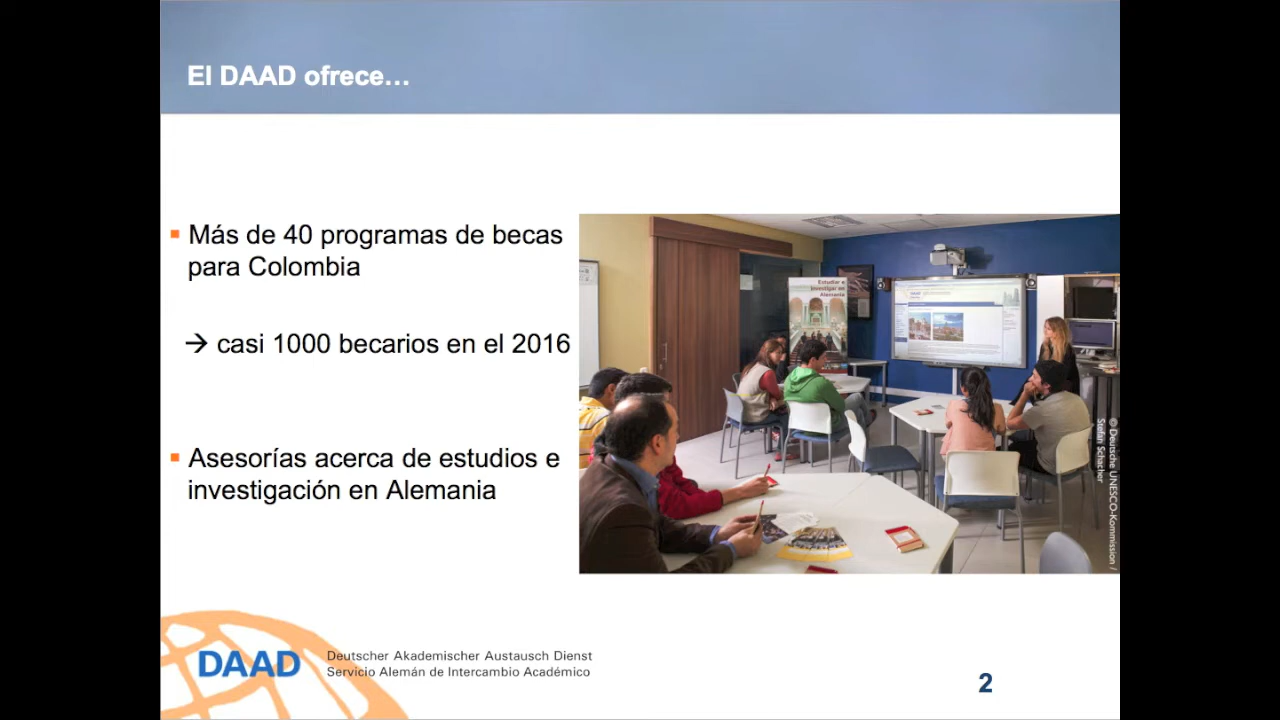 El DAAD ofrece...
▪ Más de 40 programas de becas
para Colombia
→ casi 1000 becarios en el 2016
▪ Asesorías acerca de estudios e
investigación en Alemania
Estudiar e
investigar en
Alemania
© Deutsche UNESCO-Kommission /
Stefan Schacher
DAAD
Deutscher Akademischer Austausch Dienst
Servicio Alemán de Intercambio Académico
2